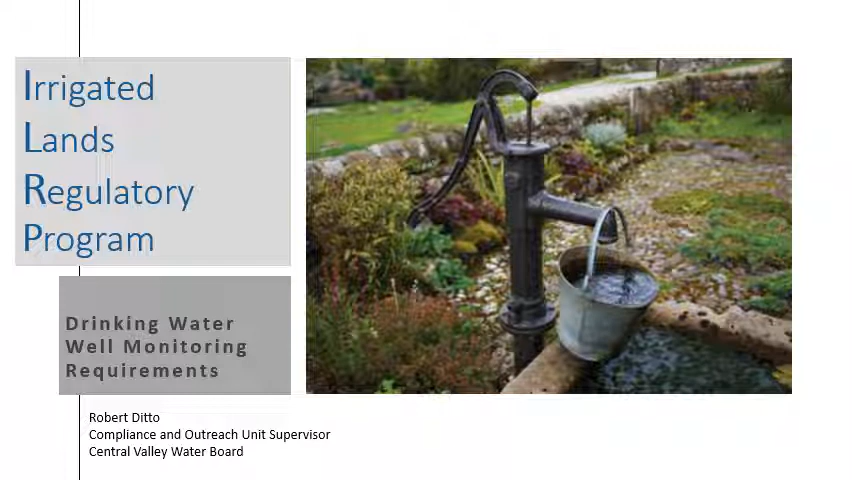 Irrigated
Lands
Regulatory
Program
Drinking Water
Well Monitoring
Requirements
Robert Ditto
Compliance and Outreach Unit Supervisor
Central Valley Water Board